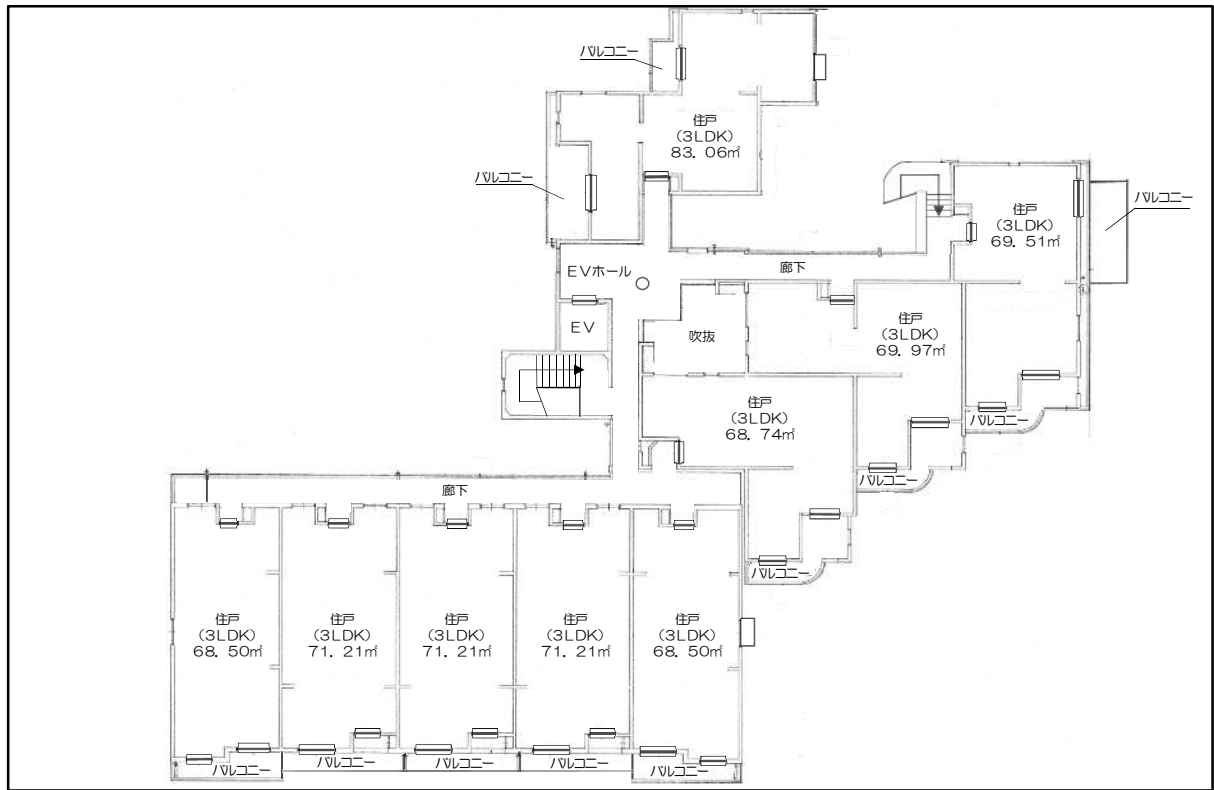 バルコニー
住戸
(3LDK)
83. 06㎡
バルコニー
バルコニー
住戸
(3LDK)
69. 51㎡
EVホール
廊下
EV
吹抜
住戸
(3LDK)
69. 97㎡
住戸
(3LDK)
68. 74㎡
バルコニー
バルコニー
廊下
バルコニー
住戸
(3LDK)
68. 50㎡
住戸
(3LDK)
71. 21㎡
住戸
(3LDK)
71. 21㎡
住戸
(3LDK)
71. 21㎡
住戸
(3LDK)
68. 50㎡
バルコニー
バルコニー
バルコニー
バルコニー
バルコニー